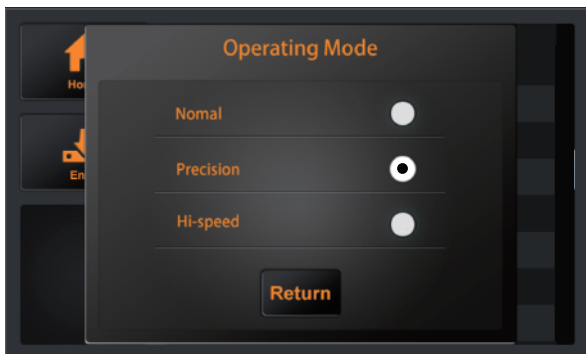 Operating Mode
Nomal
Precision
Hi-speed
Return